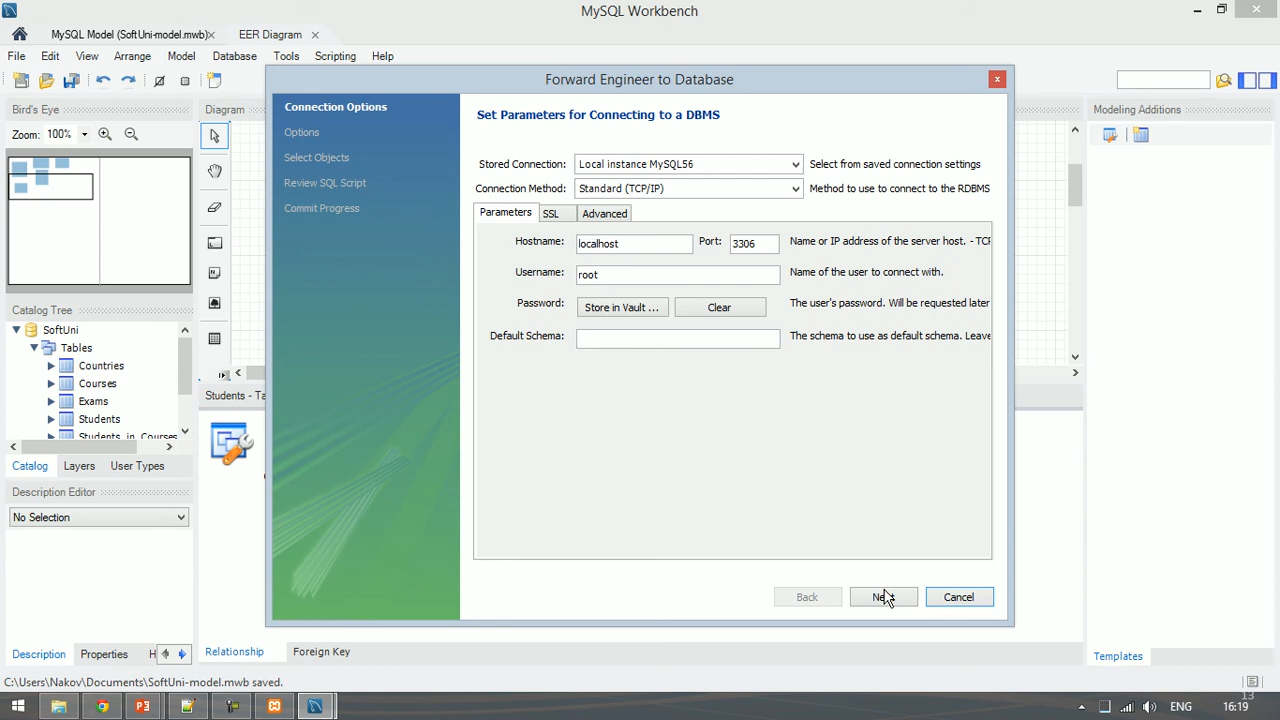 MySQL Workbench
MySQL Model (SoftUni-model.mwb)
EER Diagram
File Edit View Arrange Model Database Tools Scripting Help
Forward Engineer to Database
Bird's Eye
Diagram
Modeling Additions
Zoom: 100%
Connection Options
Options
Select Objects
Review SQL Script
Commit Progress
Set Parameters for Connecting to a DBMS
Stored Connection: Local instance MySQL56 Select from saved connection settings
Connection Method: Standard (TCP/IP) Method to use to connect to the RDBMS
Parameters SSL Advanced
Hostname: localhost Port: 3306 Name or IP address of the server host. - TCP
Username: root Name of the user to connect with.
Password: Store in Vault ... Clear The user's password. Will be requested later
Default Schema: The schema to use as default schema. Leave
Catalog Tree
SoftUni
Tables
Countries
Courses
Exams
Students
Students_in_Courses
Students - Ta
Catalog Layers User Types
Description Editor
No Selection
Back Next Cancel
Description Properties H
Relationship Foreign Key
Templates
C:\Users\Nakov\Documents\SoftUni-model.mwb saved.
13
ENG 16:19